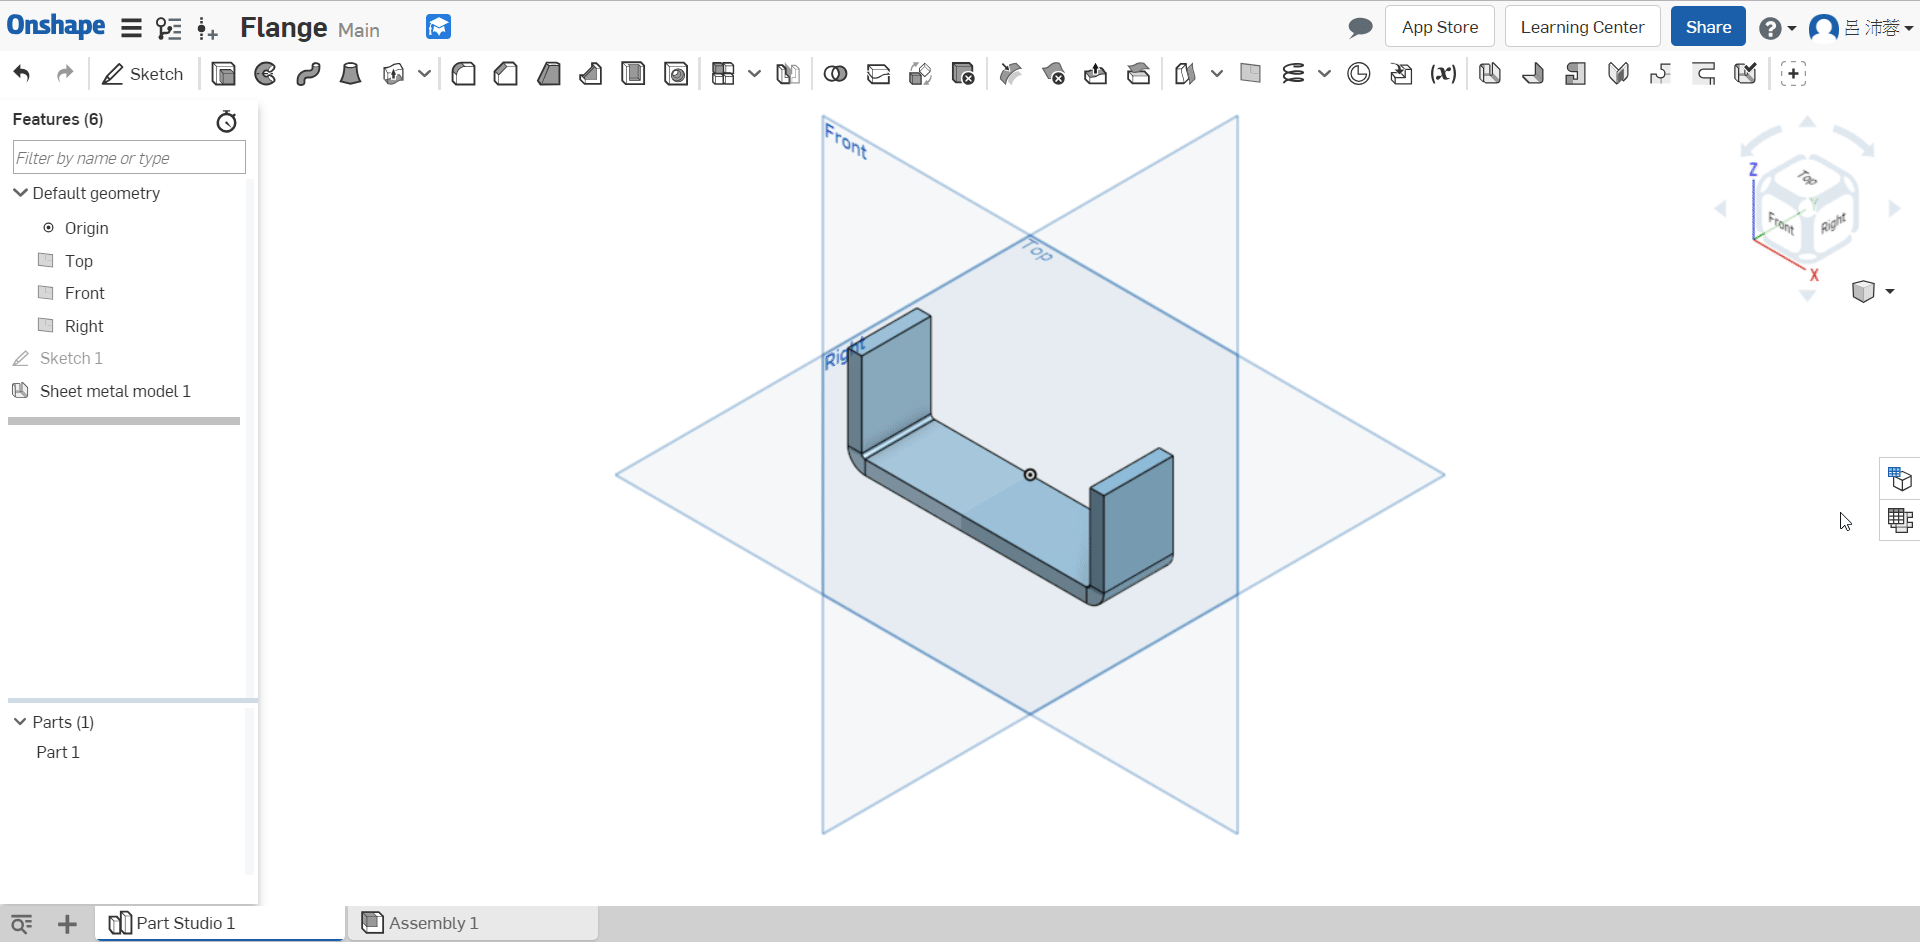 Onshape
Flange Main
App Store
Learning Center
Share
呂 沛蓉
Sketch
(x)
Features (6)
Filter by name or type
Default geometry
Origin
Top
Front
Right
Sketch 1
Sheet metal model 1
Parts (1)
Part 1
Front
Top
Right
Z
Top
Front
Right
Y
X
Part Studio 1
Assembly 1